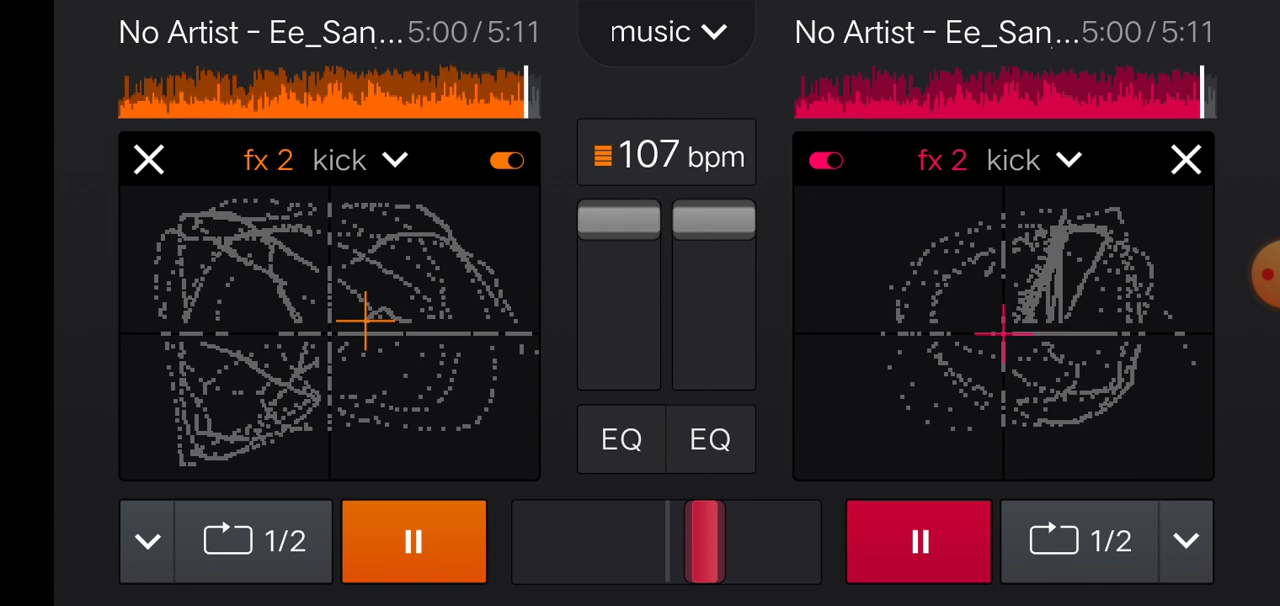 No Artist - Ee_San... 5:00/5:11
music
No Artist - Ee_San... 5:00/5:11
fx 2 kick
107 bpm
fx 2 kick
EQ EQ
1/2
1/2